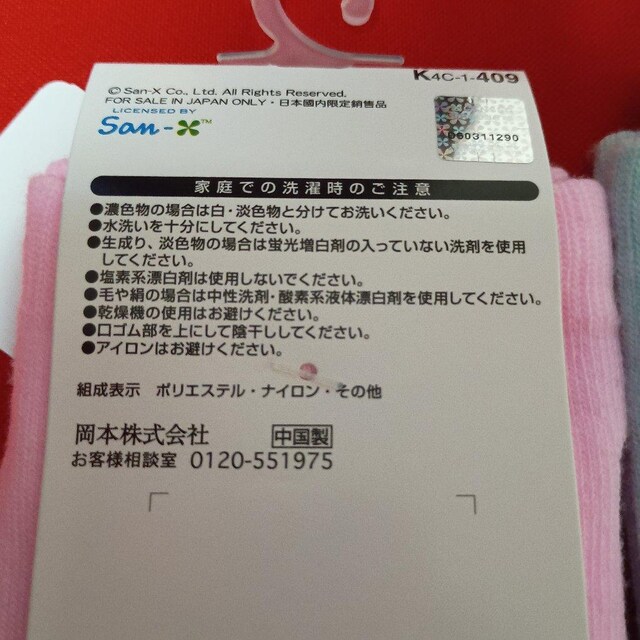 K4C-1-409
© San-X Co., Ltd. All Rights Reserved.
FOR SALE IN JAPAN ONLY・日本國内限定銷售品
LICENSED BY
San-X™
060311290
家庭での洗濯時のご注意
●濃色物の場合は白・淡色物と分けてお洗いください。
●水洗いを十分にしてください。
●生成り、淡色物の場合は蛍光増白剤の入っていない洗剤を使用
してください。
●塩素系漂白剤は使用しないでください。
●毛や絹の場合は中性洗剤・酸素系液体漂白剤を使用してください。
●乾燥機の使用はお避けください。
●口ゴム部を上にして陰干ししてください。
●アイロンはお避けください。
組成表示 ポリエステル・ナイロン・その他
岡本株式会社 中国製
お客様相談室 0120-551975